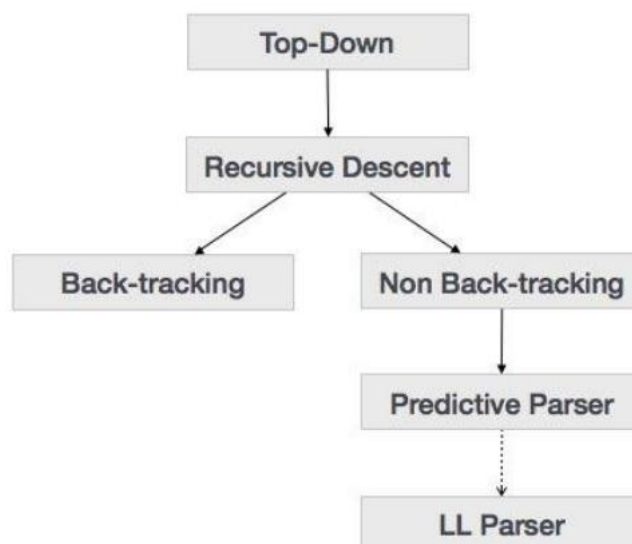 Top-Down
Recursive Descent
Back-tracking
Non Back-tracking
Predictive Parser
LL Parser